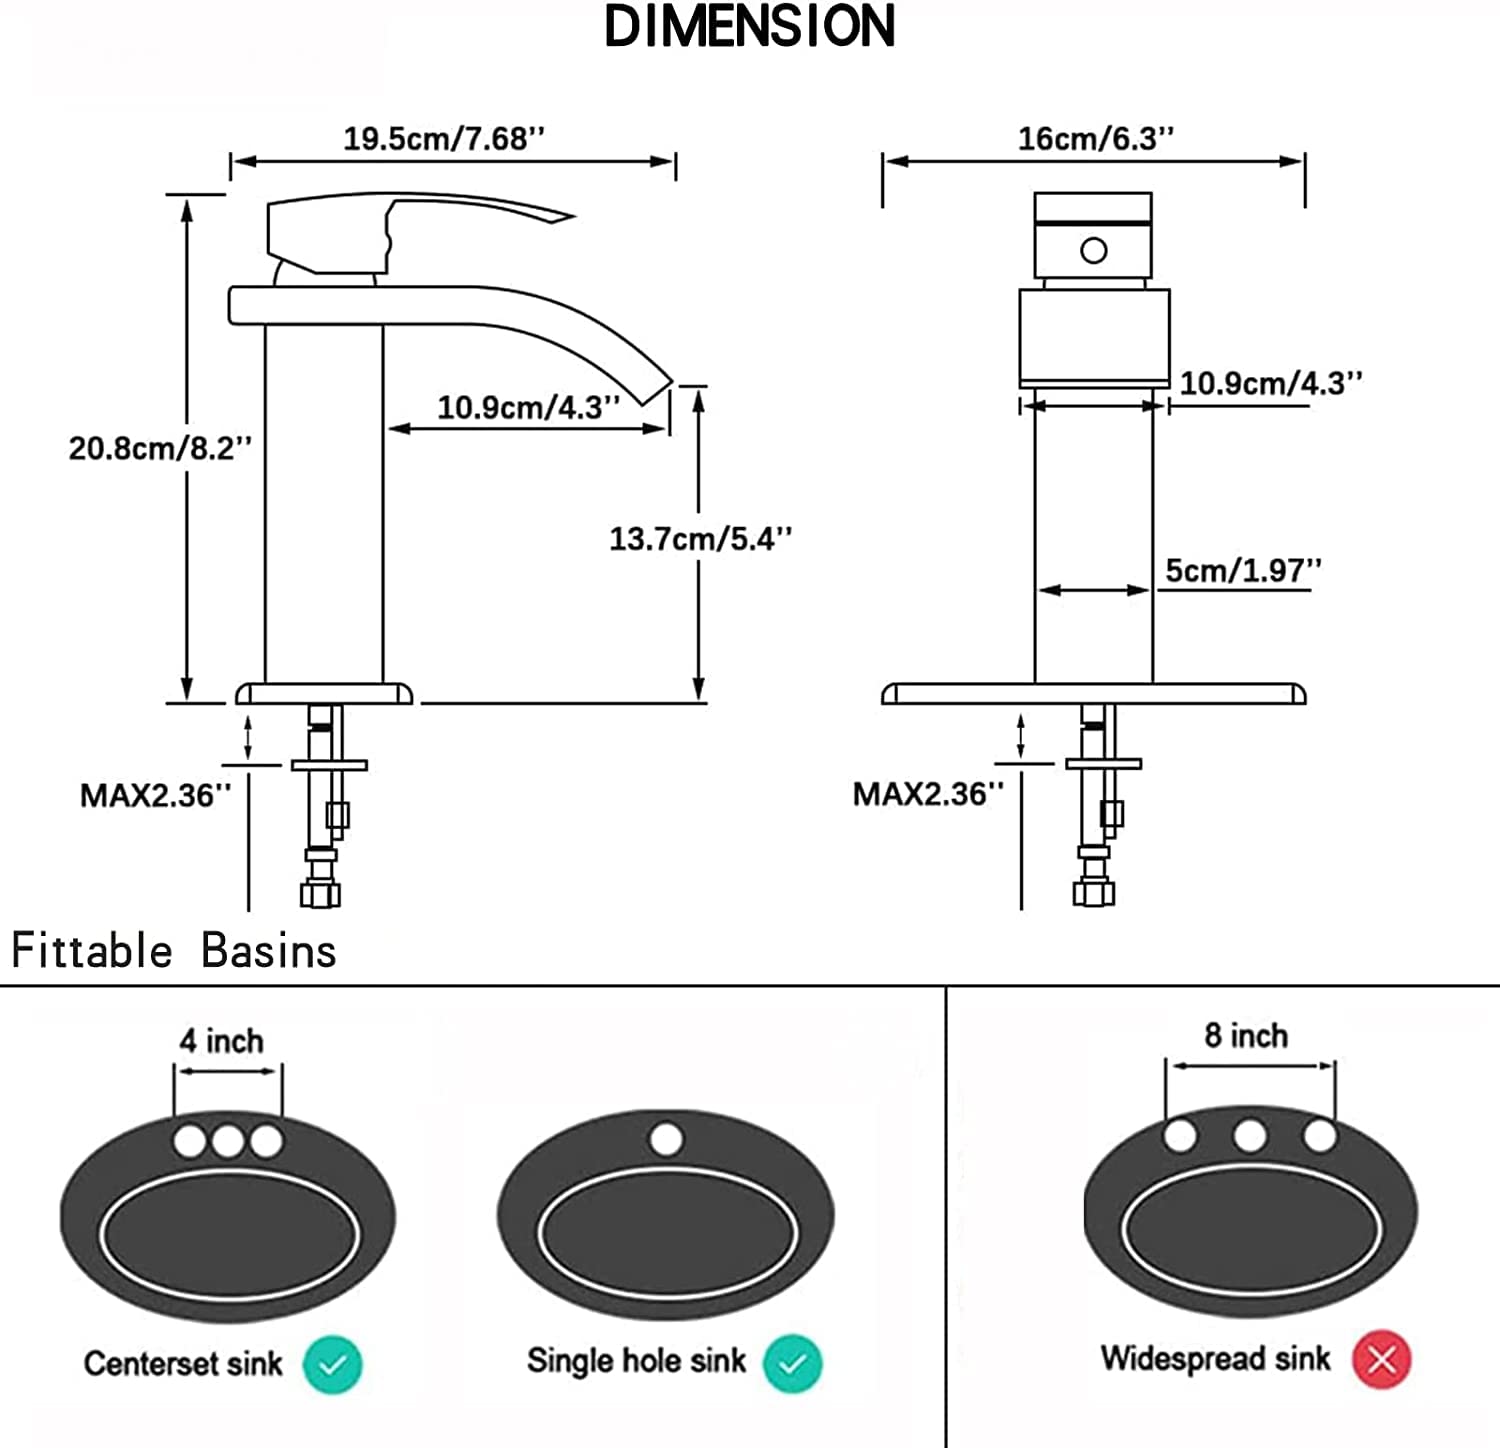 DIMENSION
19.5cm/7.68''
16cm/6.3''
10.9cm/4.3''
10.9cm/4.3''
20.8cm/8.2''
13.7cm/5.4''
5cm/1.97''
MAX2.36''
MAX2.36''
Fittable Basins
4 inch
8 inch
Centerset sink
Single hole sink
Widespread sink